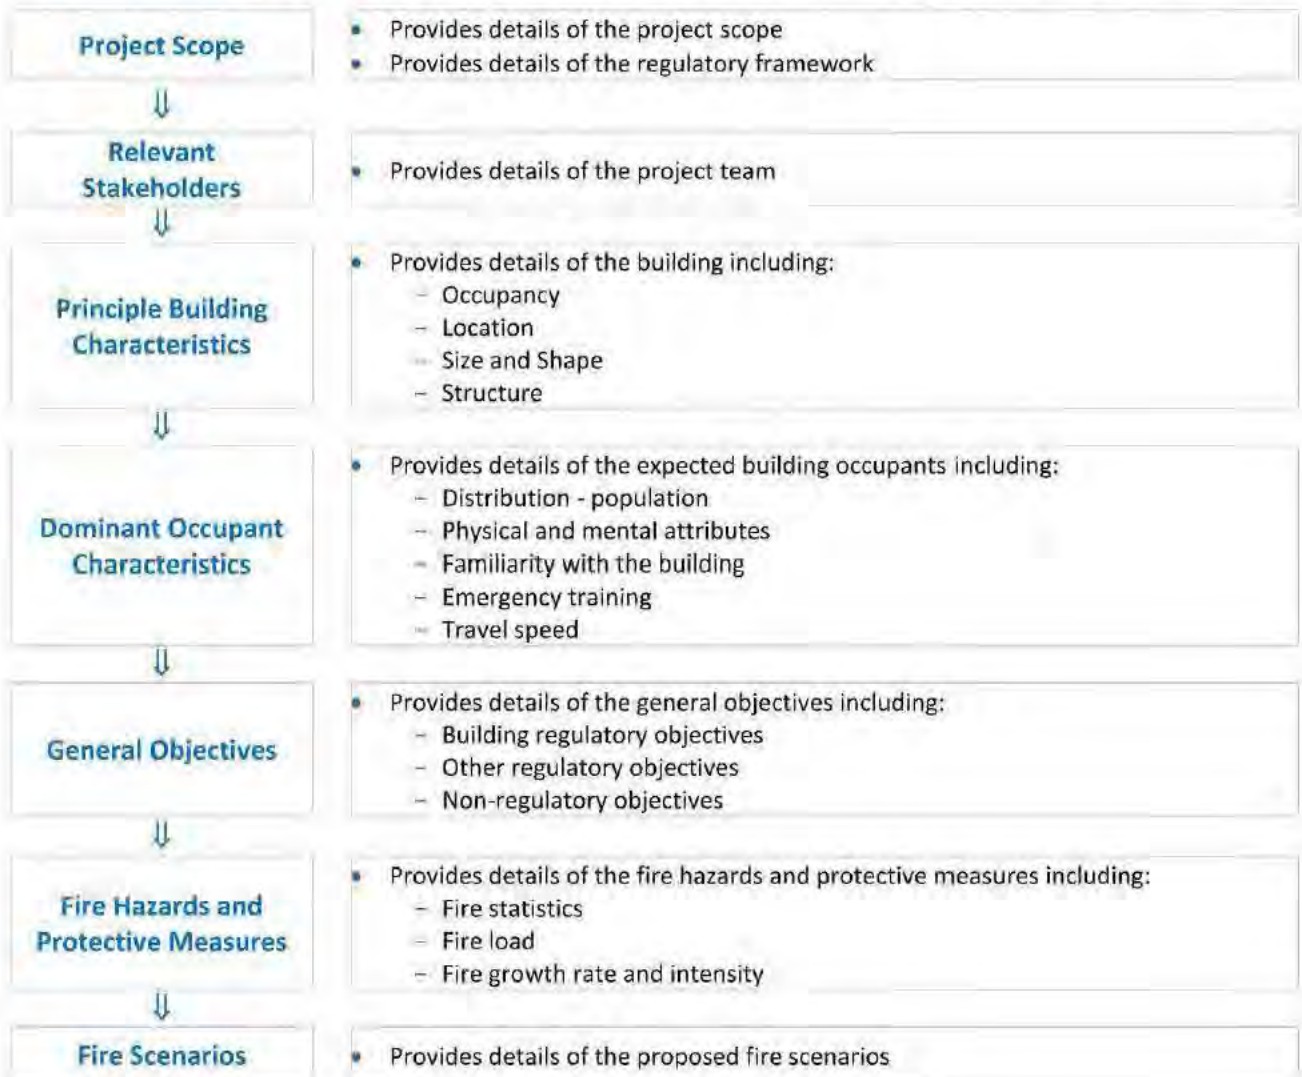 Project Scope
• Provides details of the project scope
• Provides details of the regulatory framework
⇓
Relevant
Stakeholders
• Provides details of the project team
⇓
Principle Building
Characteristics
• Provides details of the building including:
– Occupancy
– Location
– Size and Shape
– Structure
⇓
Dominant Occupant
Characteristics
• Provides details of the expected building occupants including:
– Distribution - population
– Physical and mental attributes
– Familiarity with the building
– Emergency training
– Travel speed
⇓
General Objectives
• Provides details of the general objectives including:
– Building regulatory objectives
– Other regulatory objectives
– Non-regulatory objectives
⇓
Fire Hazards and
Protective Measures
• Provides details of the fire hazards and protective measures including:
– Fire statistics
– Fire load
– Fire growth rate and intensity
⇓
Fire Scenarios
• Provides details of the proposed fire scenarios